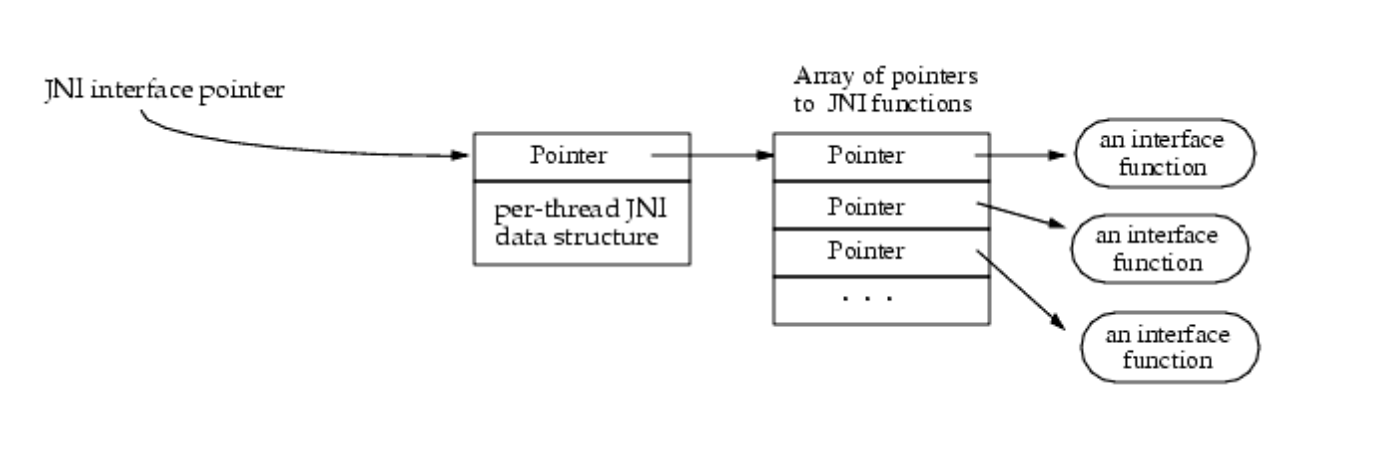 JNI interface pointer
Array of pointers
to JNI functions
Pointer
per-thread JNI
data structure
Pointer
Pointer
Pointer
. . .
an interface
function
an interface
function
an interface
function